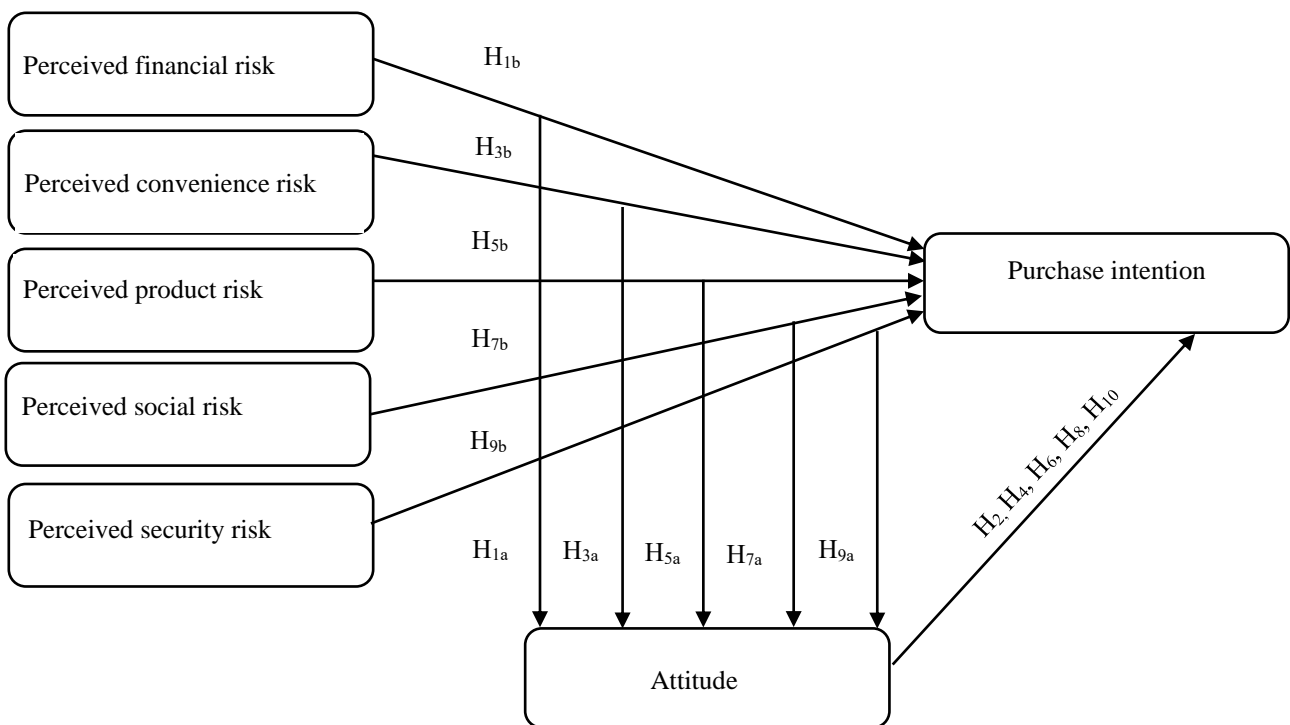 Perceived financial risk
H1b
Perceived convenience risk
H3b
Perceived product risk
H5b
Purchase intention
Perceived social risk
H7b
Perceived security risk
H9b
H1a
H3a
H5a
H7a
H9a
H2, H4, H6, H8, H10
Attitude